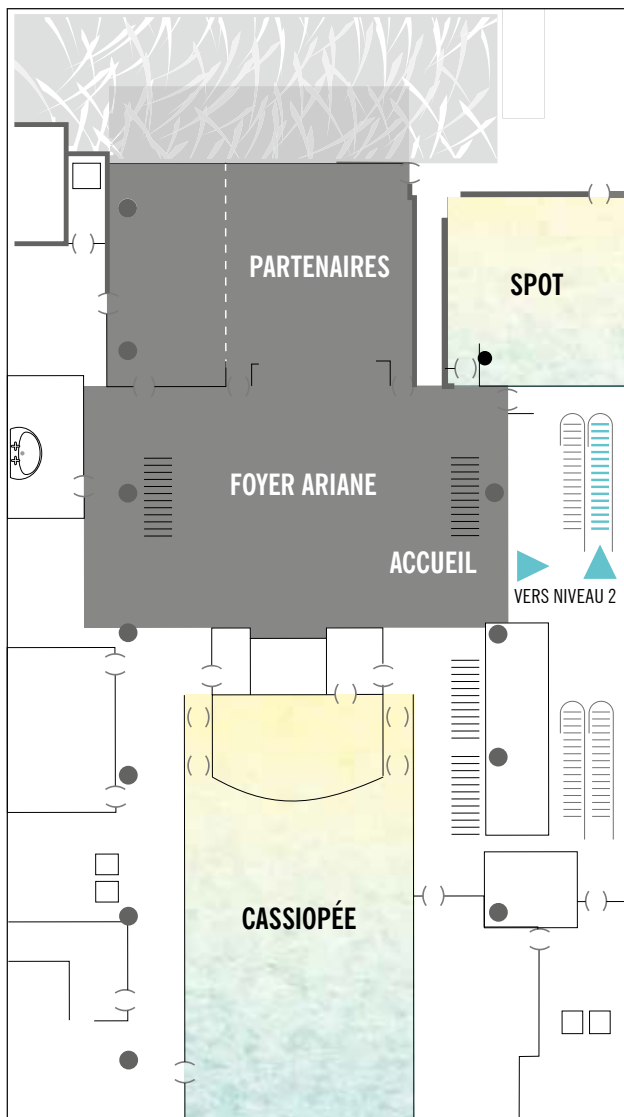 PARTENAIRES
SPOT
FOYER ARIANE
ACCUEIL
VERS NIVEAU 2
CASSIOPÉE